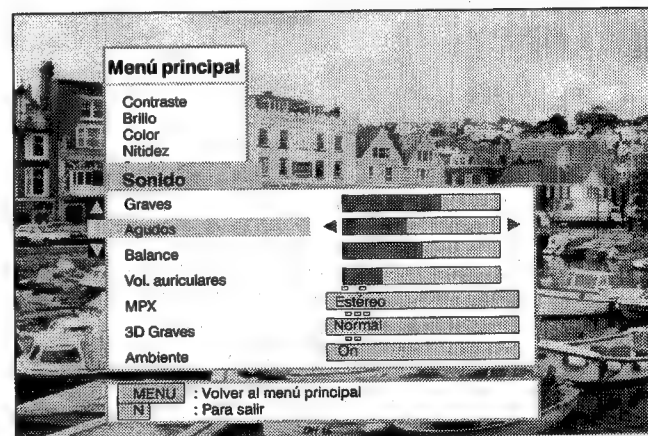 Menú principal
Contraste
Brillo
Color
Nitidez
Sonido
Graves
Agudos
Balance
Vol. auriculares
MPX
Estéreo
3D Graves
Normal
Ambiente
On
MENU : Volver al menú principal
N : Para salir